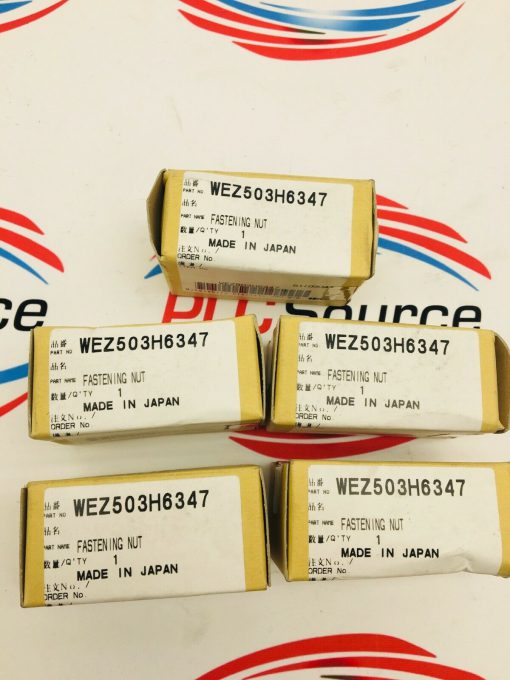 品番 PART NO WEZ503H6347
品名 PART NAME FASTENING NUT
数量/Q'TY 1
MADE IN JAPAN
注文No. /
ORDER No.
PLC Source
品番 PART NO WEZ503H6347
品名 PART NAME FASTENING NUT
数量/Q'TY 1
MADE IN JAPAN
注文No. /
ORDER No.
品番 PART NO WEZ503H6347
品名 PART NAME FASTENING NUT
数量/Q'TY 1
MADE IN JAPAN
注文No. /
ORDER No.
品番 PART NO WEZ503H6347
品名 PART NAME FASTENING NUT
数量/Q'TY 1
MADE IN JAPAN
注文No. /
ORDER No.
品番 PART NO WEZ503H6347
品名 PART NAME FASTENING NUT
数量/Q'TY 1
MADE IN JAPAN
注文No. /
ORDER No.